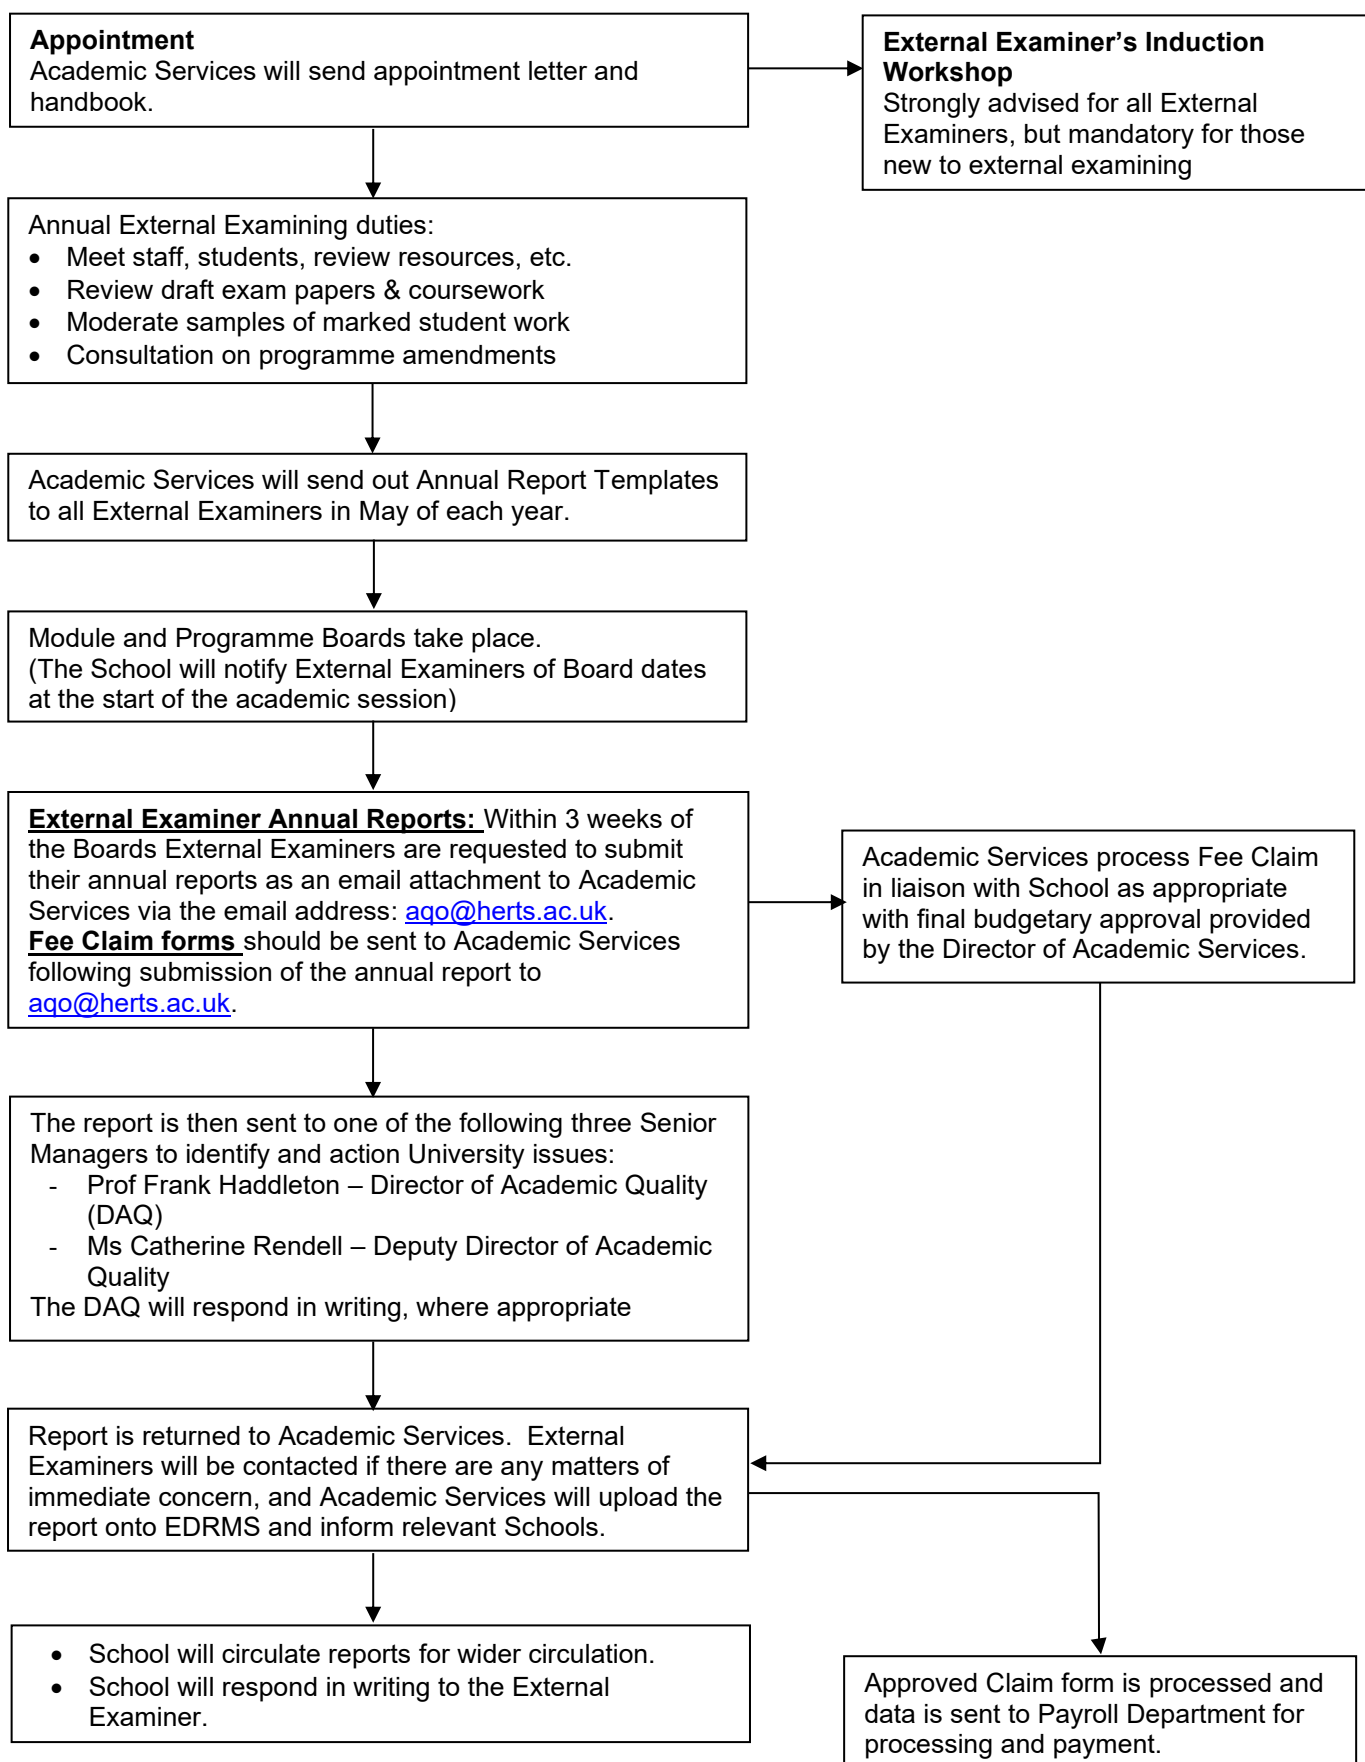 Appointment
Academic Services will send appointment letter and
handbook.
External Examiner’s Induction
Workshop
Strongly advised for all External
Examiners, but mandatory for those
new to external examining
Annual External Examining duties:
• Meet staff, students, review resources, etc.
• Review draft exam papers & coursework
• Moderate samples of marked student work
• Consultation on programme amendments
Academic Services will send out Annual Report Templates
to all External Examiners in May of each year.
Module and Programme Boards take place.
(The School will notify External Examiners of Board dates
at the start of the academic session)
External Examiner Annual Reports: Within 3 weeks of
the Boards External Examiners are requested to submit
their annual reports as an email attachment to Academic
Services via the email address: aqo@herts.ac.uk.
Fee Claim forms should be sent to Academic Services
following submission of the annual report to
aqo@herts.ac.uk.
Academic Services process Fee Claim
in liaison with School as appropriate
with final budgetary approval provided
by the Director of Academic Services.
The report is then sent to one of the following three Senior
Managers to identify and action University issues:
- Prof Frank Haddleton – Director of Academic Quality
(DAQ)
- Ms Catherine Rendell – Deputy Director of Academic
Quality
The DAQ will respond in writing, where appropriate
Report is returned to Academic Services. External
Examiners will be contacted if there are any matters of
immediate concern, and Academic Services will upload the
report onto EDRMS and inform relevant Schools.
• School will circulate reports for wider circulation.
• School will respond in writing to the External
Examiner.
Approved Claim form is processed and
data is sent to Payroll Department for
processing and payment.